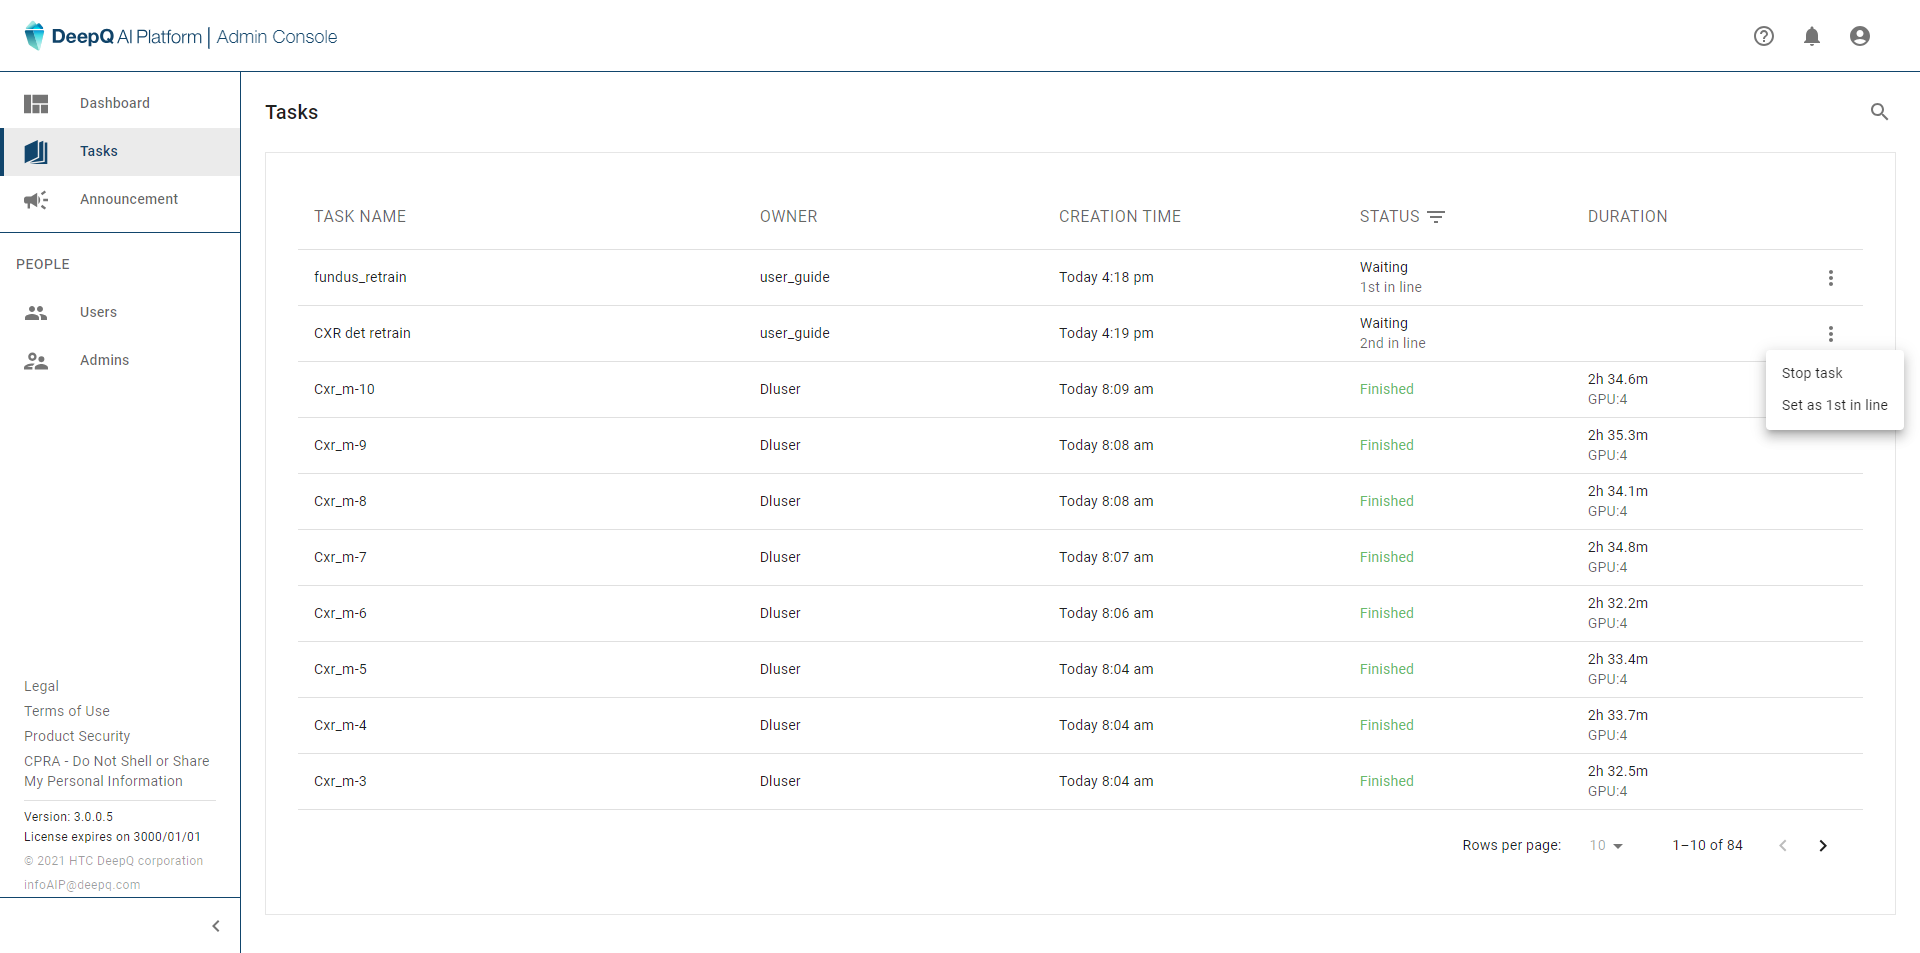 DeepQ AI Platform | Admin Console
Dashboard
Tasks
Announcement
PEOPLE
Users
Admins
Legal
Terms of Use
Product Security
CPRA - Do Not Shell or Share
My Personal Information
Version: 3.0.0.5
License expires on 3000/01/01
© 2021 HTC DeepQ corporation
infoAIP@deepq.com
Tasks
TASK NAME OWNER CREATION TIME STATUS DURATION
fundus_retrain user_guide Today 4:18 pm Waiting
1st in line
CXR det retrain user_guide Today 4:19 pm Waiting
2nd in line
Stop task
Set as 1st in line
Cxr_m-10 Dluser Today 8:09 am Finished 2h 34.6m
GPU:4
Cxr_m-9 Dluser Today 8:08 am Finished 2h 35.3m
GPU:4
Cxr_m-8 Dluser Today 8:08 am Finished 2h 34.1m
GPU:4
Cxr_m-7 Dluser Today 8:07 am Finished 2h 34.8m
GPU:4
Cxr_m-6 Dluser Today 8:06 am Finished 2h 32.2m
GPU:4
Cxr_m-5 Dluser Today 8:04 am Finished 2h 33.4m
GPU:4
Cxr_m-4 Dluser Today 8:04 am Finished 2h 33.7m
GPU:4
Cxr_m-3 Dluser Today 8:04 am Finished 2h 32.5m
GPU:4
Rows per page: 10 1–10 of 84